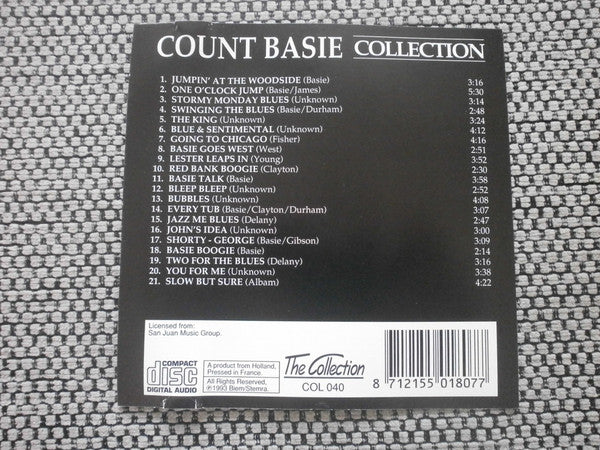 COUNT BASIE COLLECTION
1. JUMPIN' AT THE WOODSIDE (Basie) 3:16
2. ONE O'CLOCK JUMP (Basie/James) 5:30
3. STORMY MONDAY BLUES (Unknown) 3:14
4. SWINGING THE BLUES (Basie/Durham) 2:48
5. THE KING (Unknown) 3:24
6. BLUE & SENTIMENTAL (Unknown) 4:12
7. GOING TO CHICAGO (Fisher) 4:16
8. BASIE GOES WEST (West) 2:51
9. LESTER LEAPS IN (Young) 3:52
10. RED BANK BOOGIE (Clayton) 2:30
11. BASIE TALK (Basie) 3:58
12. BLEEP BLEEP (Unknown) 2:52
13. BUBBLES (Unknown) 4:08
14. EVERY TUB (Basie/Clayton/Durham) 3:07
15. JAZZ ME BLUES (Delany) 2:47
16. JOHN'S IDEA (Unknown) 3:00
17. SHORTY - GEORGE (Basie/Gibson) 3:09
18. BASIE BOOGIE (Basie) 2:14
19. TWO FOR THE BLUES (Delany) 3:16
20. YOU FOR ME (Unknown) 3:38
21. SLOW BUT SURE (Albam) 4:22
Licensed from:
San Juan Music Group.
COMPACT
disc
DIGITAL AUDIO
A product from Holland.
Pressed in France.
All Rights Reserved.
℗1993 Biem/Stemra.
The Collection
COL 040
8 712155 018077